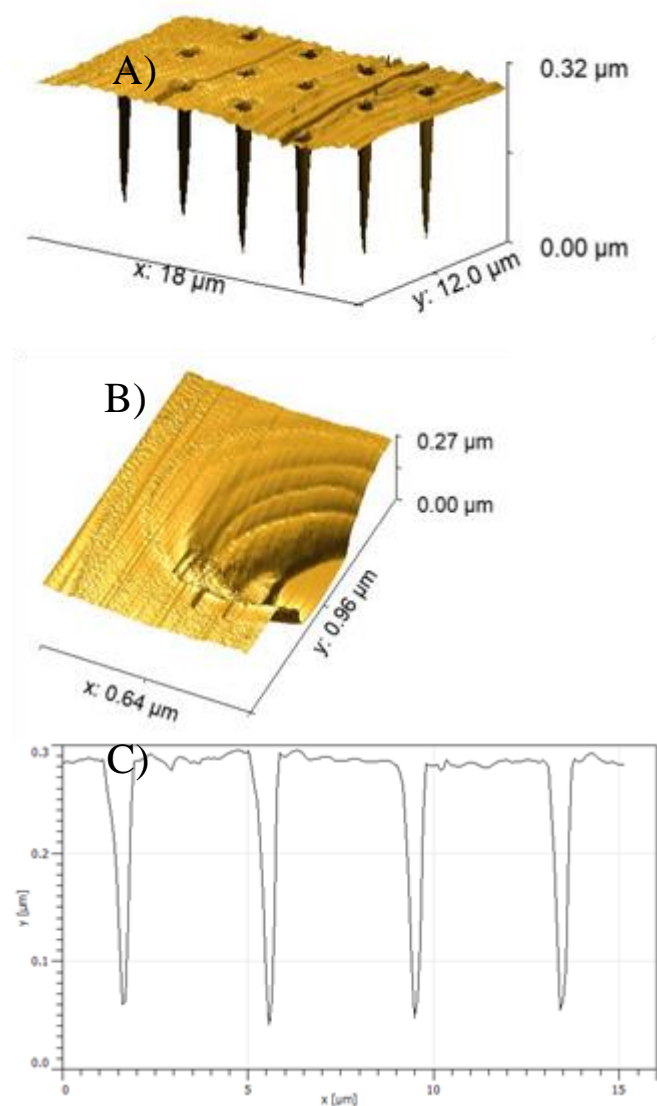 A)
0.32 µm
0.00 µm
x: 18 µm
y: 12.0 µm
B)
0.27 µm
0.00 µm
y: 0.96 µm
x: 0.64 µm
C)
0.3
0.2
0.1
0.0
y [µm]
0 5 10 15
x [µm]